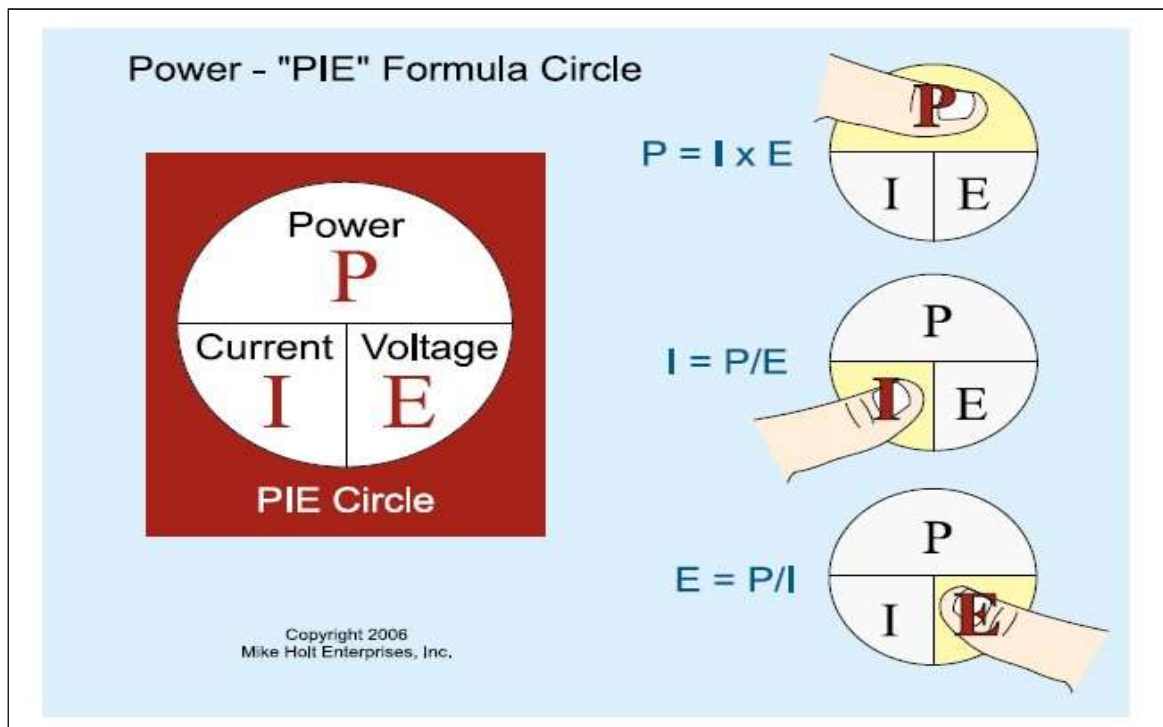 Power - "PIE" Formula Circle
Power
P
Current
I
Voltage
E
PIE Circle
Copyright 2006
Mike Holt Enterprises, Inc.
P = I x E
P
I
E
I = P/E
P
I
E
E = P/I
P
I
E